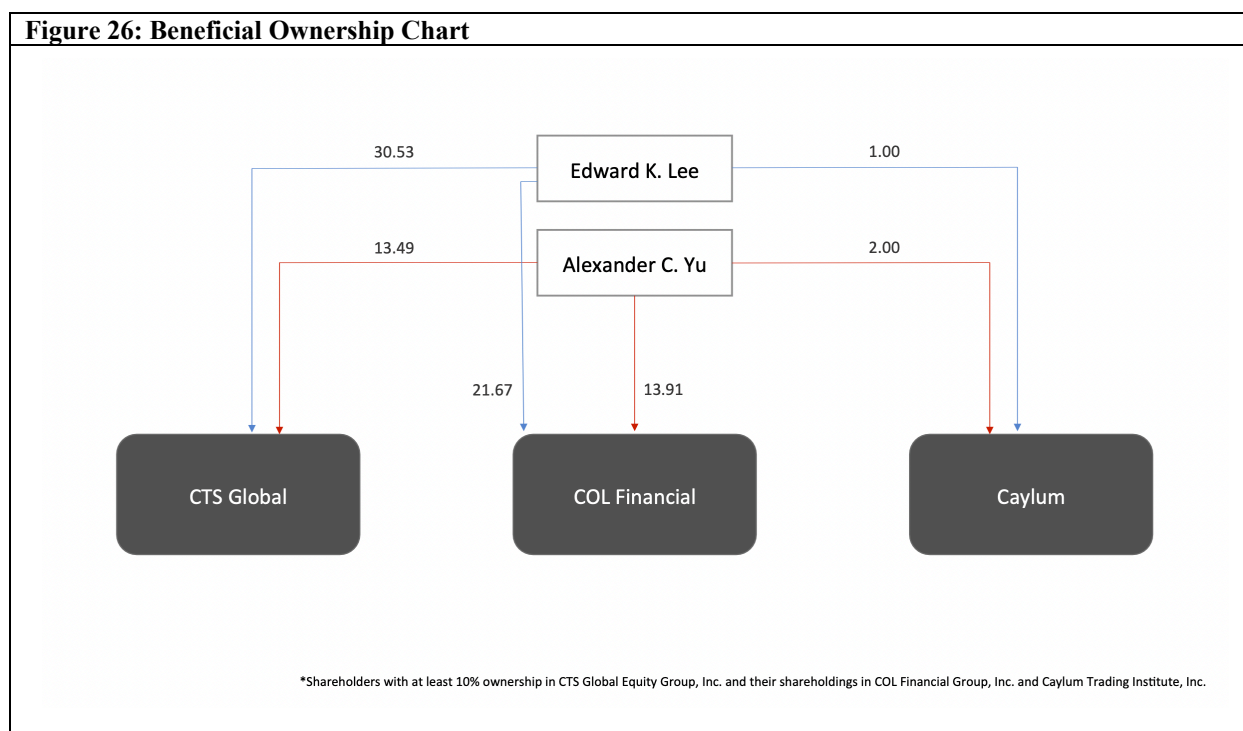 Figure 26: Beneficial Ownership Chart
30.53
Edward K. Lee
1.00
13.49
Alexander C. Yu
2.00
21.67
13.91
CTS Global
COL Financial
Caylum
*Shareholders with at least 10% ownership in CTS Global Equity Group, Inc. and their shareholdings in COL Financial Group, Inc. and Caylum Trading Institute, Inc.